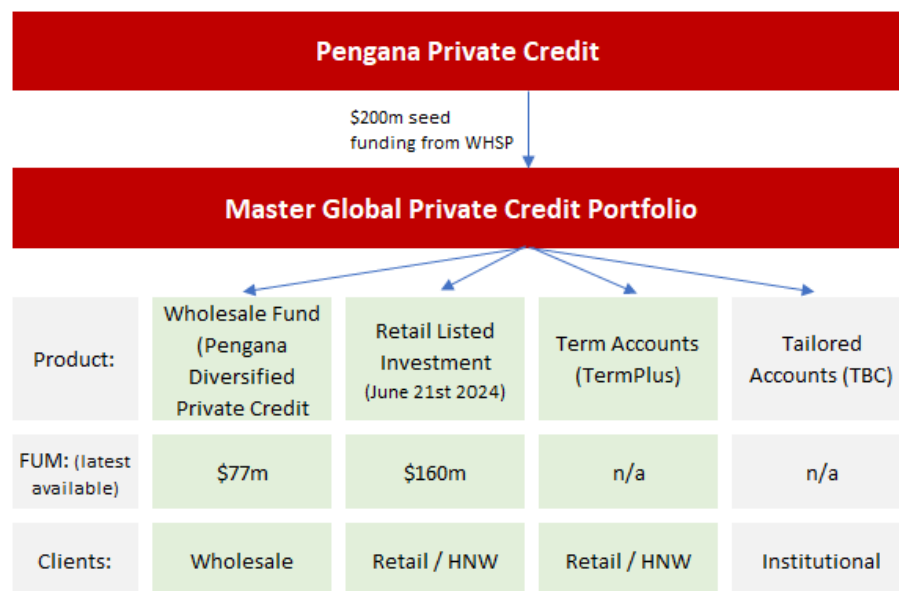 Pengana Private Credit
$200m seed
funding from WHSP
Master Global Private Credit Portfolio
Product:
Wholesale Fund
(Pengana
Diversified
Private Credit
Retail Listed
Investment
(June 21st 2024)
Term Accounts
(TermPlus)
Tailored
Accounts (TBC)
FUM: (latest
available)
$77m
$160m
n/a
n/a
Clients:
Wholesale
Retail / HNW
Retail / HNW
Institutional